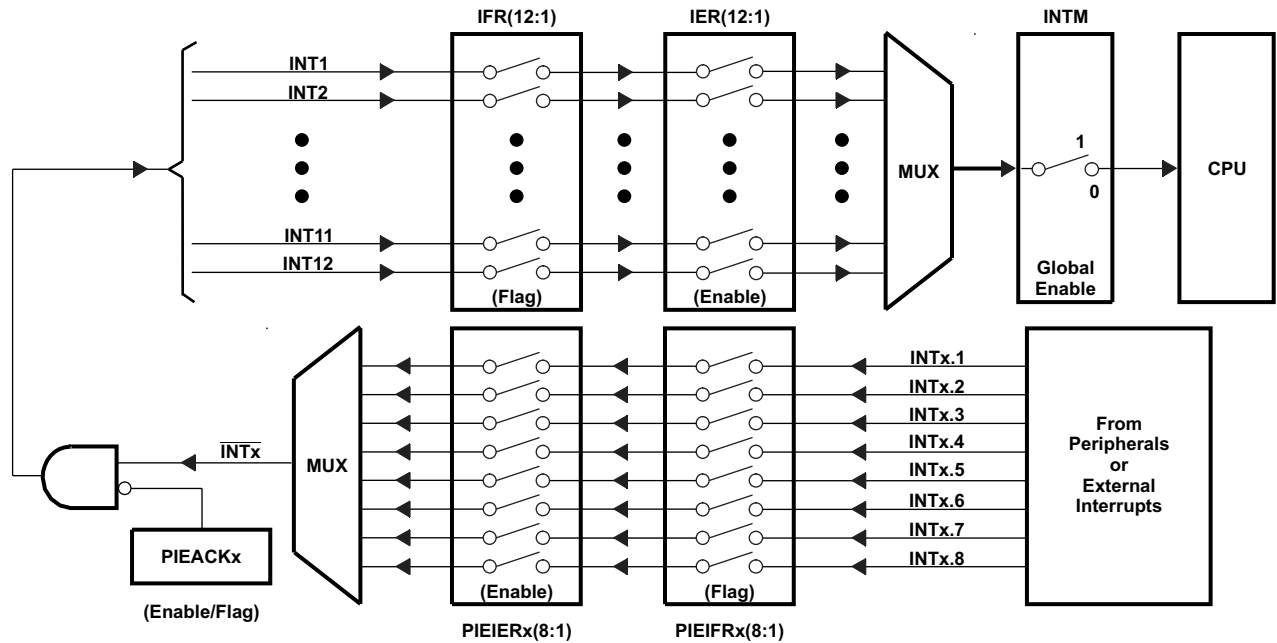 IFR(12:1)
IER(12:1)
INTM
INT1
INT2
1
MUX
CPU
0
INT11
INT12
(Flag)
(Enable)
Global
Enable
INTx.1
INTx.2
INTx.3
INTx.4
INTx.5
INTx.6
INTx.7
INTx.8
From
Peripherals
or
External
Interrupts
INTx
MUX
PIEACKx
(Enable/Flag)
(Enable)
(Flag)
PIEIERx(8:1)
PIEIFRx(8:1)